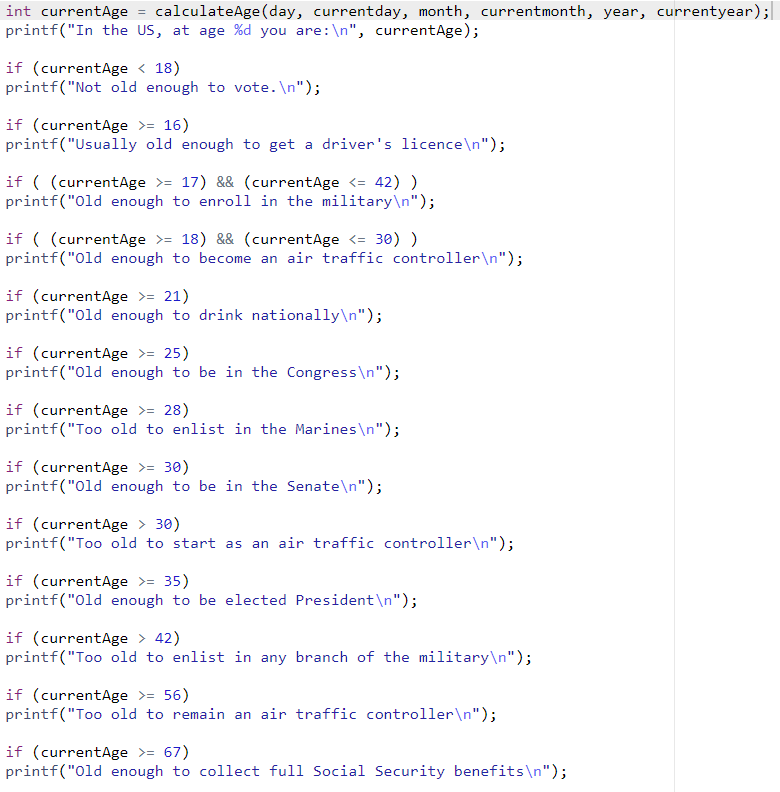 int currentAge = calculateAge(day, currentday, month, currentmonth, year, currentyear);
printf("In the US, at age %d you are:\n", currentAge);
if (currentAge < 18)
printf("Not old enough to vote.\n");
if (currentAge >= 16)
printf("Usually old enough to get a driver's licence\n");
if ( (currentAge >= 17) && (currentAge <= 42) )
printf("Old enough to enroll in the military\n");
if ( (currentAge >= 18) && (currentAge <= 30) )
printf("Old enough to become an air traffic controller\n");
if (currentAge >= 21)
printf("Old enough to drink nationally\n");
if (currentAge >= 25)
printf("Old enough to be in the Congress\n");
if (currentAge >= 28)
printf("Too old to enlist in the Marines\n");
if (currentAge >= 30)
printf("Old enough to be in the Senate\n");
if (currentAge > 30)
printf("Too old to start as an air traffic controller\n");
if (currentAge >= 35)
printf("Old enough to be elected President\n");
if (currentAge > 42)
printf("Too old to enlist in any branch of the military\n");
if (currentAge >= 56)
printf("Too old to remain an air traffic controller\n");
if (currentAge >= 67)
printf("Old enough to collect full Social Security benefits\n");